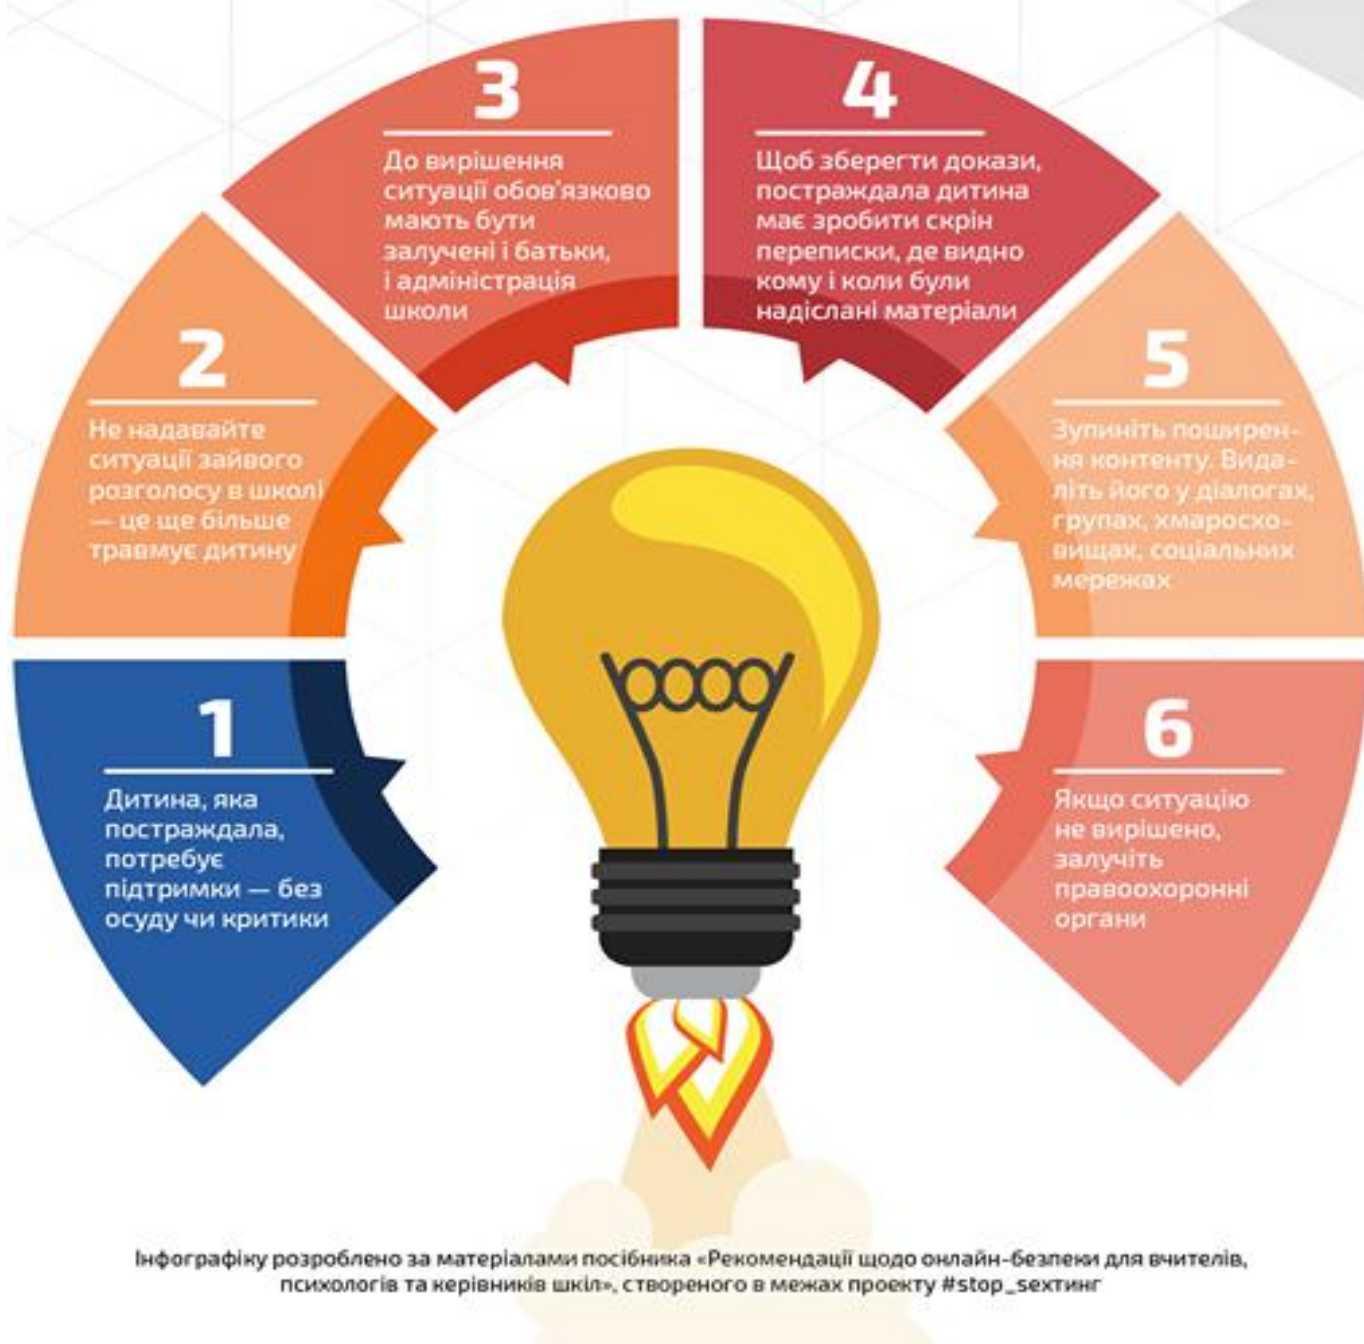 1
Дитина, яка
постраждала,
потребує
підтримки — без
осуду чи критики
2
Не надавайте
ситуації зайвого
розголосу в школі
— це ще більше
травмує дитину
3
До вирішення
ситуації обов'язково
мають бути
залучені і батьки,
і адміністрація
школи
4
Щоб зберегти докази,
постраждала дитина
має зробити скрін
переписки, де видно
кому і коли були
надіслані матеріали
5
Зупиніть поширен-
ня контенту. Вида-
літь його у діалогах,
групах, хмаросхо-
вищах, соціальних
мережах
6
Якщо ситуацію
не вирішено,
залучіть
правоохоронні
органи
Інфографіку розроблено за матеріалами посібника «Рекомендації щодо онлайн-безпеки для вчителів,
психологів та керівників шкіл», створеного в межах проекту #stop_sexтинг